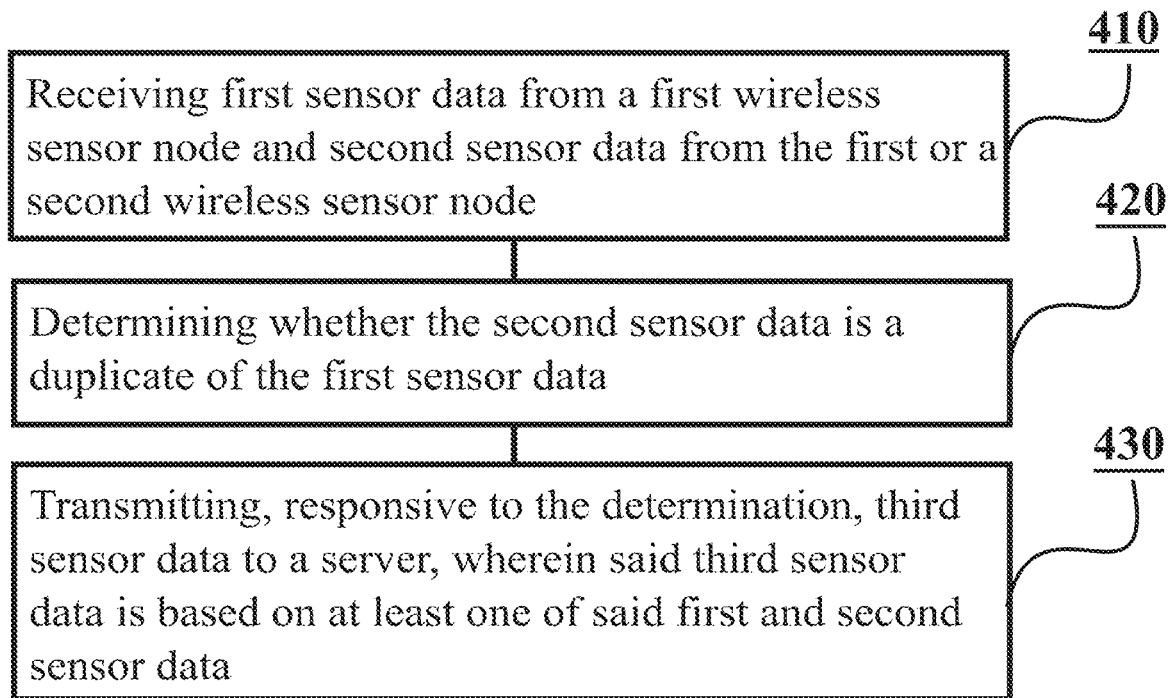 410
Receiving first sensor data from a first wireless
sensor node and second sensor data from the first or a
second wireless sensor node
420
Determining whether the second sensor data is a
duplicate of the first sensor data
430
Transmitting, responsive to the determination, third
sensor data to a server, wherein said third sensor
data is based on at least one of said first and second
sensor data